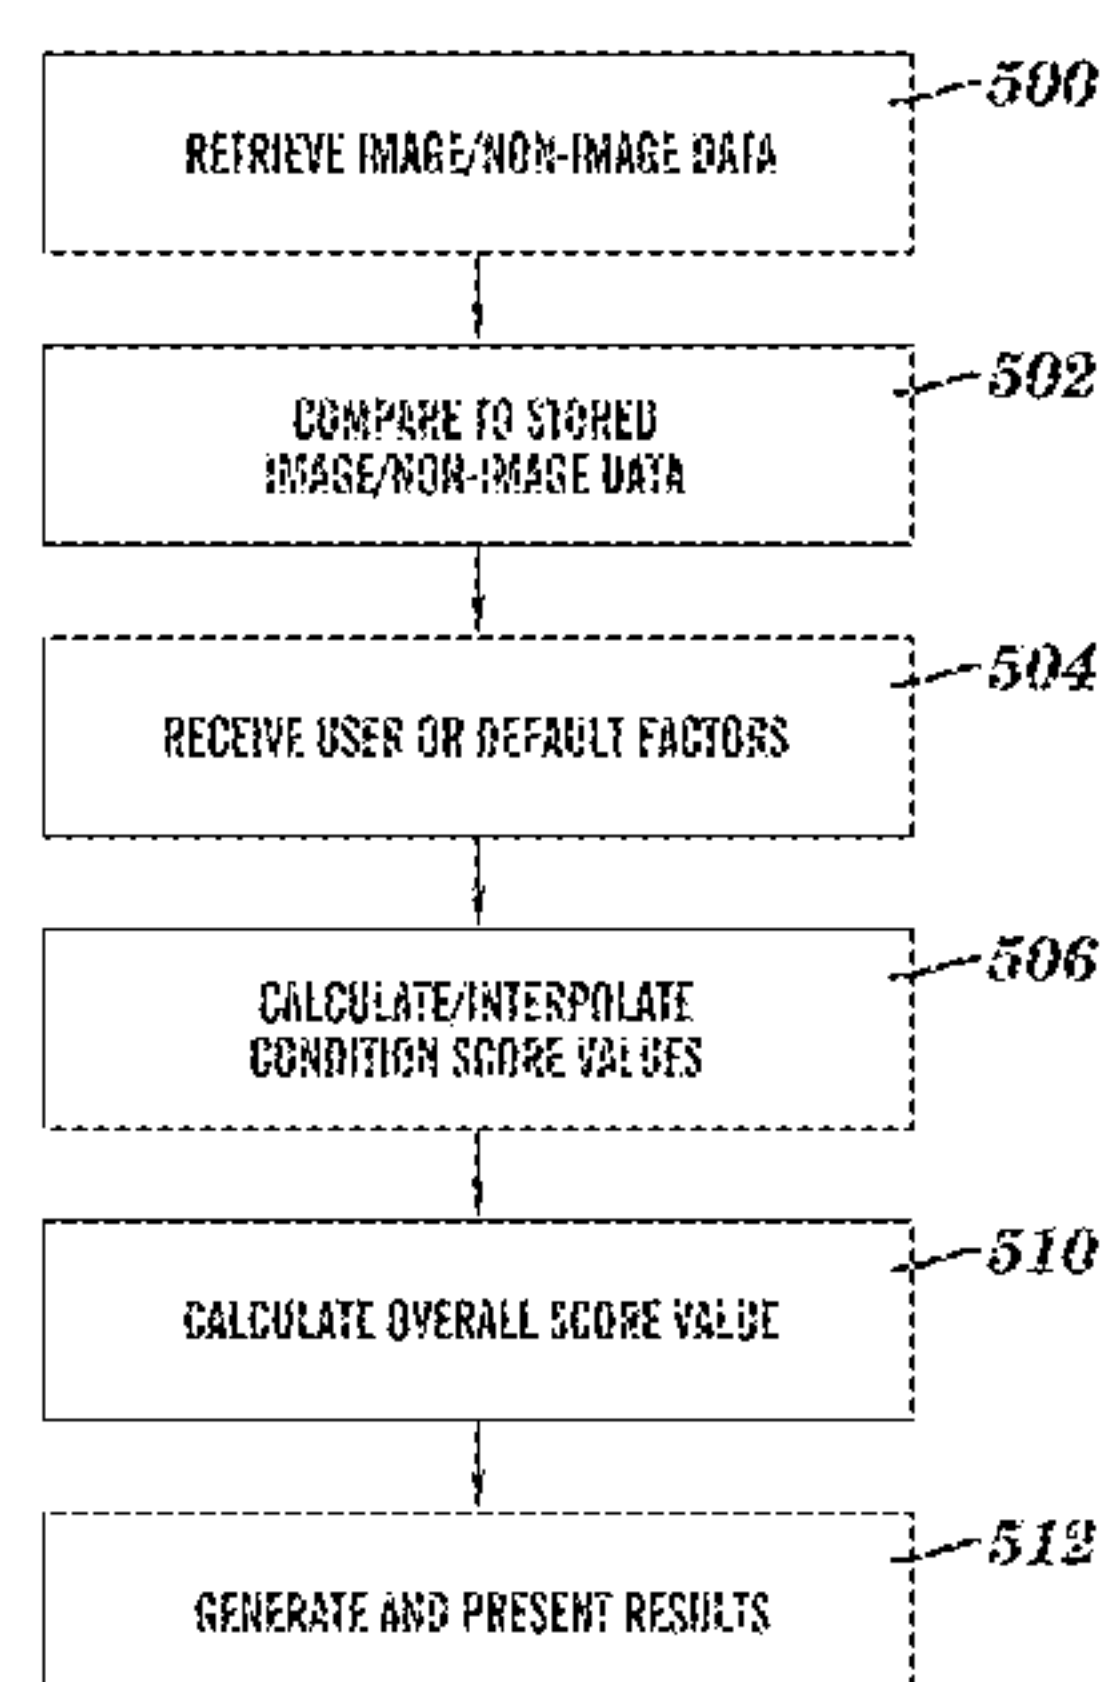 500
RETRIEVE IMAGE/NON-IMAGE DATA
502
COMPARE TO STORED
IMAGE/NON-IMAGE DATA
504
RECEIVE USER OR DEFAULT FACTORS
506
CALCULATE/INTERPOLATE
CONDITION SCORE VALUES
510
CALCULATE OVERALL SCORE VALUE
512
GENERATE AND PRESENT RESULTS